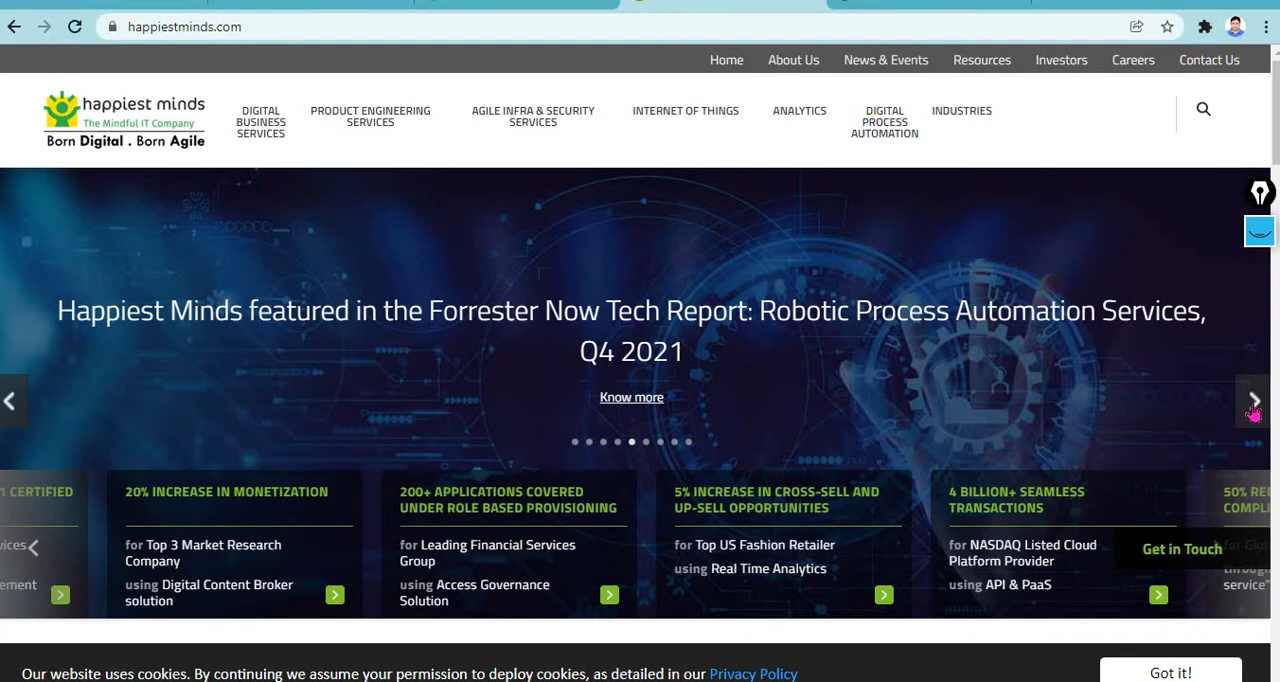 happiestminds.com
Home About Us News & Events Resources Investors Careers Contact Us
happiest minds
The Mindful IT Company
Born Digital . Born Agile
DIGITAL
BUSINESS
SERVICES
PRODUCT ENGINEERING
SERVICES
AGILE INFRA & SECURITY
SERVICES
INTERNET OF THINGS
ANALYTICS
DIGITAL
PROCESS
AUTOMATION
INDUSTRIES
Happiest Minds featured in the Forrester Now Tech Report: Robotic Process Automation Services,
Q4 2021
Know more
1 CERTIFIED
vices
ement
20% INCREASE IN MONETIZATION
for Top 3 Market Research
Company
using Digital Content Broker
solution
200+ APPLICATIONS COVERED
UNDER ROLE BASED PROVISIONING
for Leading Financial Services
Group
using Access Governance
Solution
5% INCREASE IN CROSS-SELL AND
UP-SELL OPPORTUNITIES
for Top US Fashion Retailer
using Real Time Analytics
4 BILLION+ SEAMLESS
TRANSACTIONS
for NASDAQ Listed Cloud
Platform Provider
using API & PaaS
50% RE
COMPLI
service"
Get in Touch
Our website uses cookies. By continuing we assume your permission to deploy cookies, as detailed in our Privacy Policy
Got it!